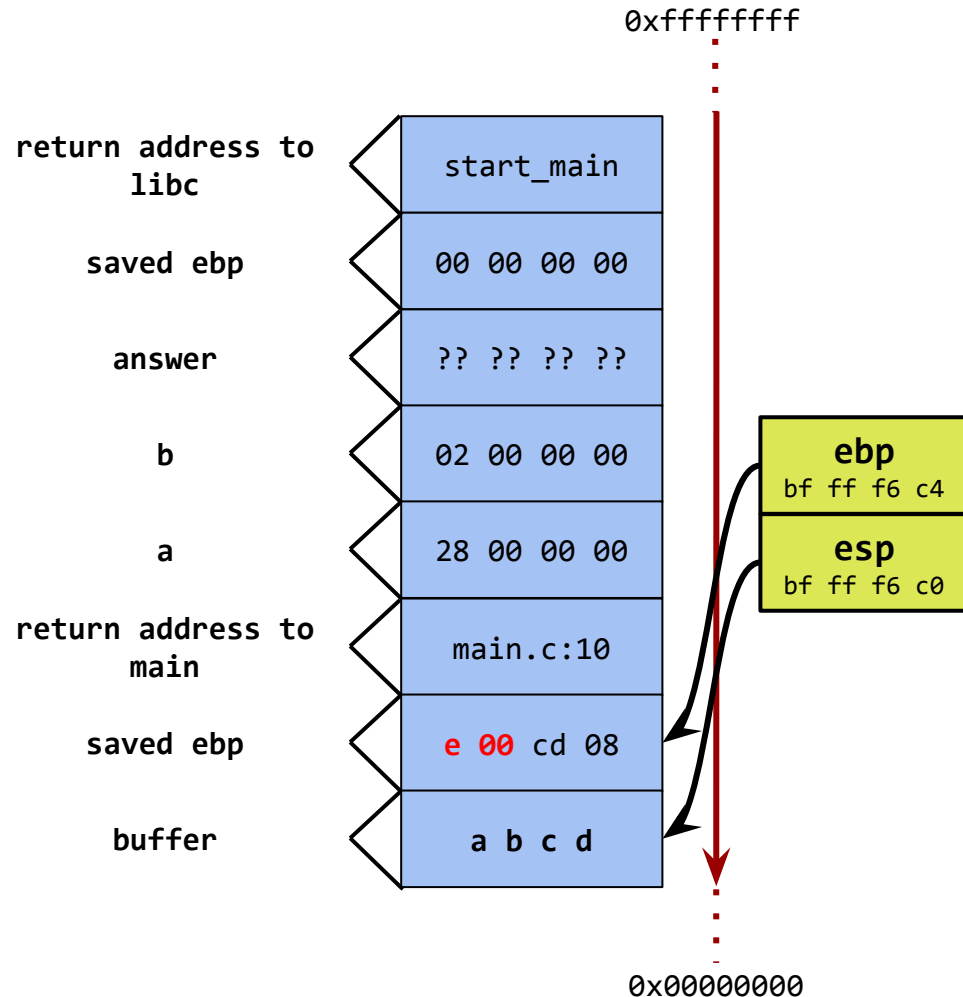 0xffffffff
return address to
libc
start_main
saved ebp
00 00 00 00
answer
?? ?? ?? ??
b
02 00 00 00
ebp
bf ff f6 c4
a
28 00 00 00
esp
bf ff f6 c0
return address to
main
main.c:10
saved ebp
e 00 cd 08
buffer
a b c d
0x00000000